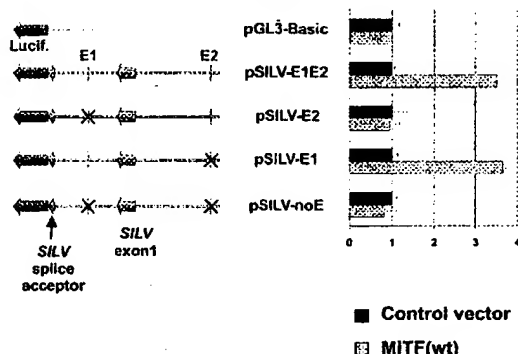 Lucif.
E1
E2
pGL3-Basic
pSILV-E1E2
pSILV-E2
pSILV-E1
pSILV-noE
SILV
splice
acceptor
SILV
exon1
0 1 2 3 4
Control vector
MITF(wt)